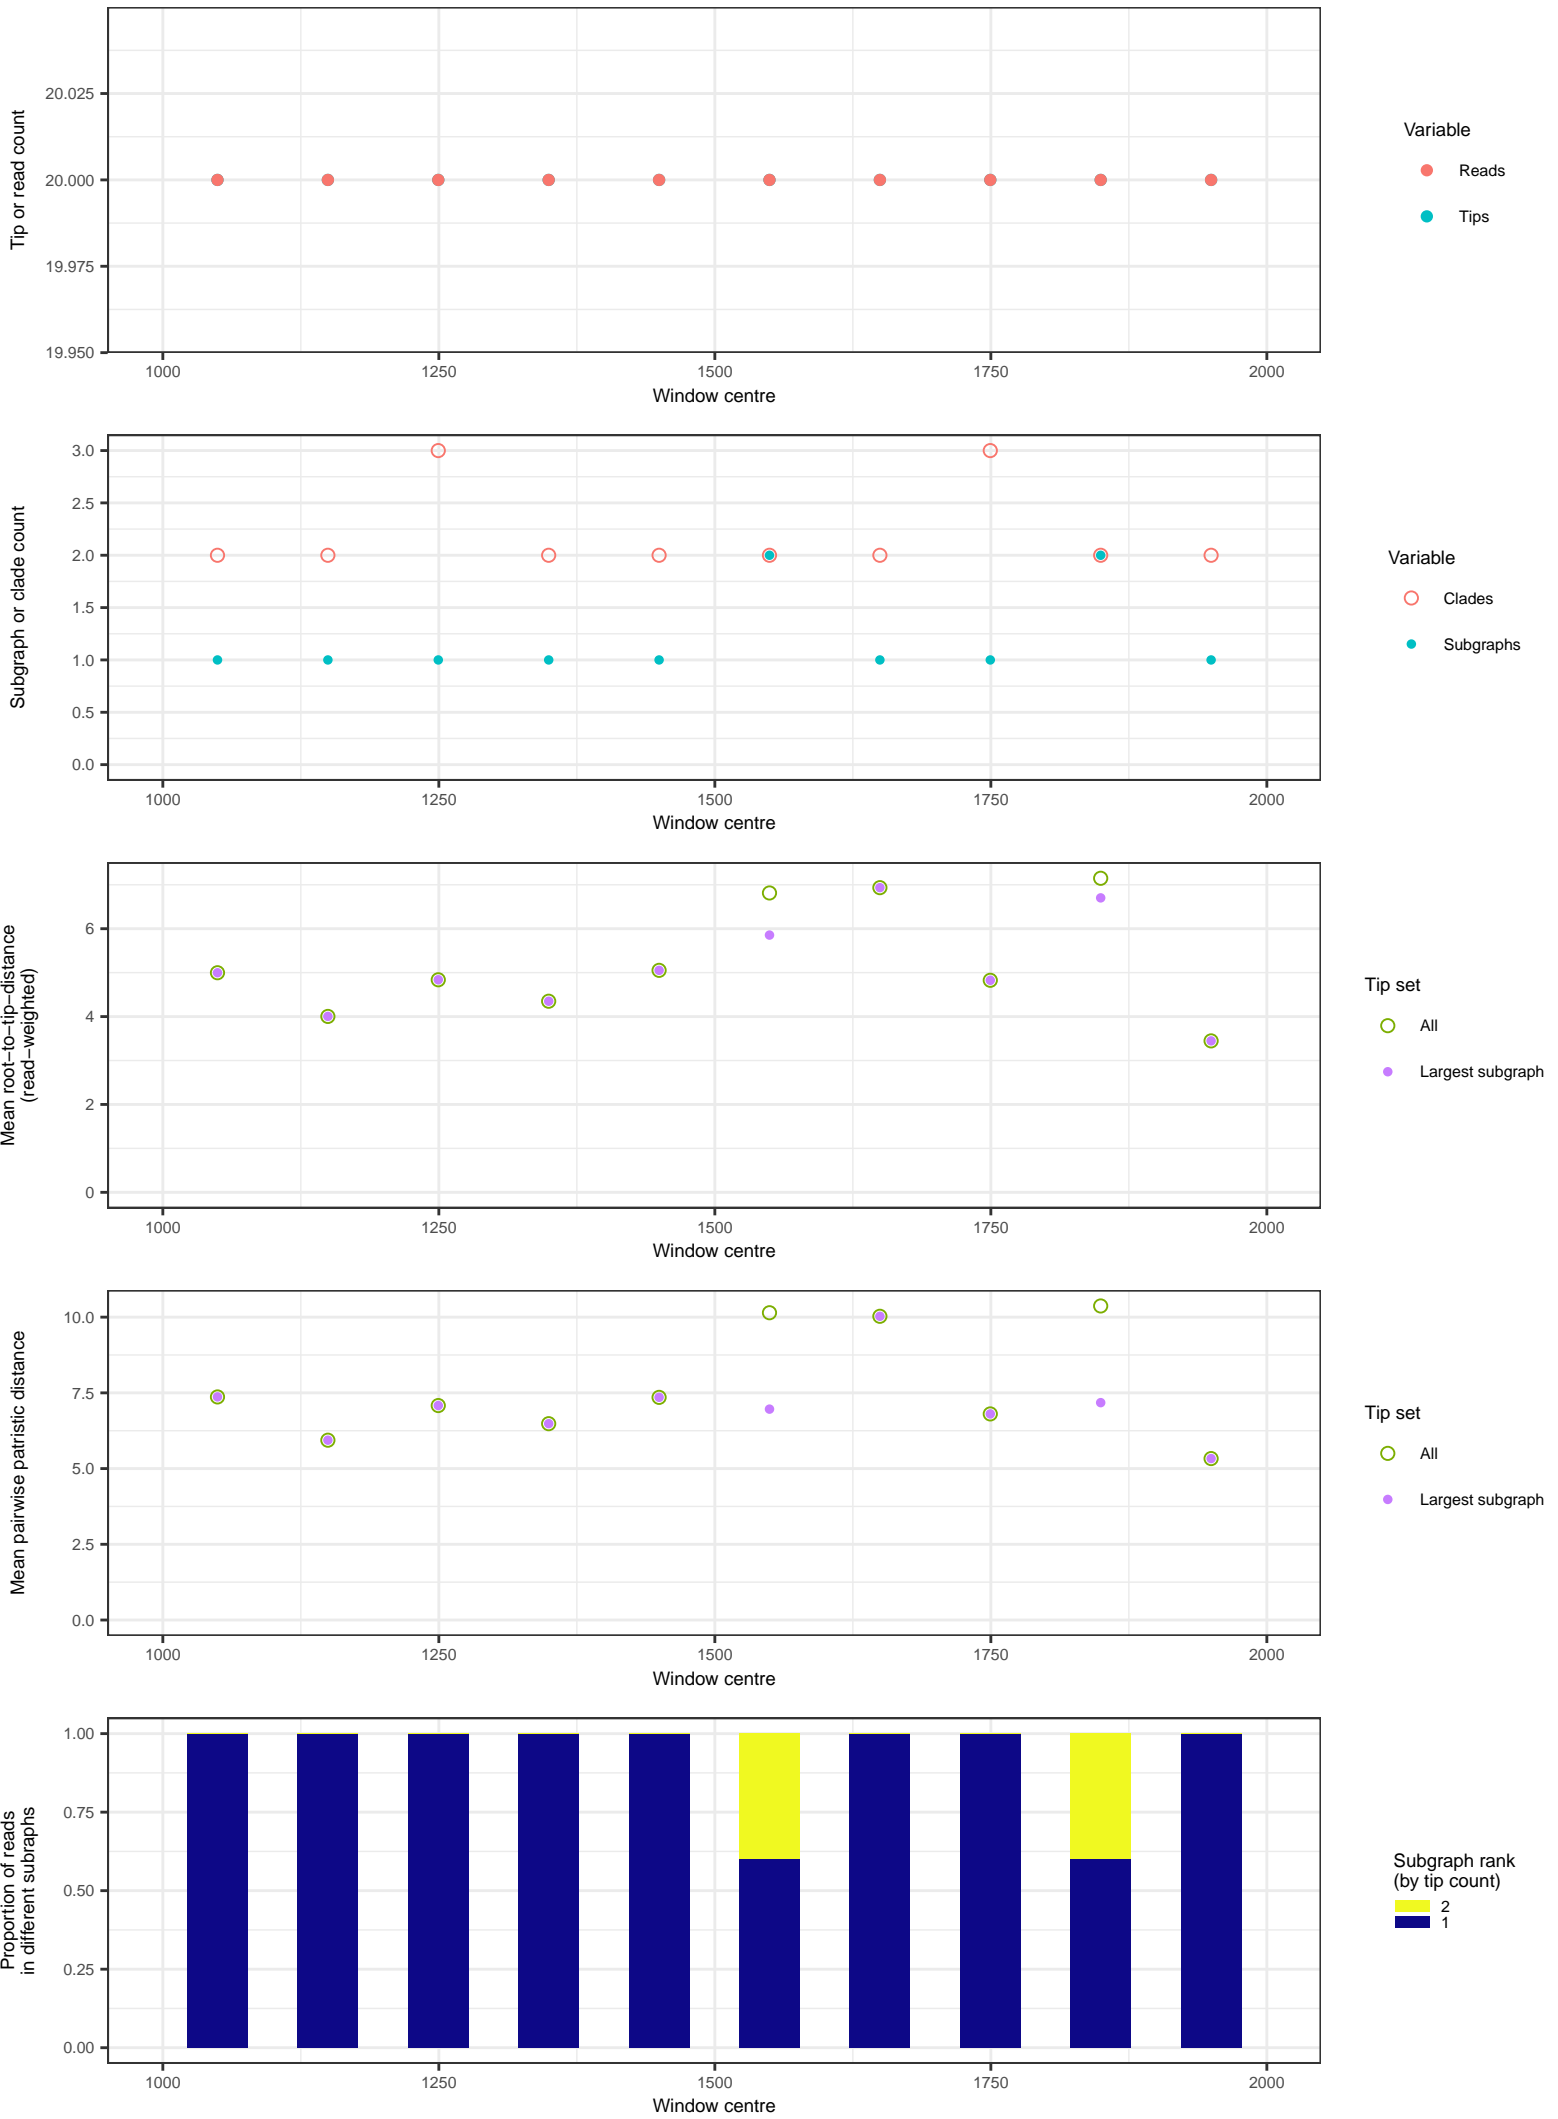 Tip or read count
20.025
20.000
19.975
19.950
1000 1250 1500 1750 2000
Window centre
Variable
Reads
Tips
Subgraph or clade count
3.0
2.5
2.0
1.5
1.0
0.5
0.0
1000 1250 1500 1750 2000
Window centre
Variable
Clades
Subgraphs
Mean root−to−tip−distance
(read−weighted)
6
4
2
0
1000 1250 1500 1750 2000
Window centre
Tip set
All
Largest subgraph
Mean pairwise patristic distance
10.0
7.5
5.0
2.5
0.0
1000 1250 1500 1750 2000
Window centre
Tip set
All
Largest subgraph
Proportion of reads
in different subraphs
1.00
0.75
0.50
0.25
0.00
1000 1250 1500 1750 2000
Window centre
Subgraph rank
(by tip count)
2
1